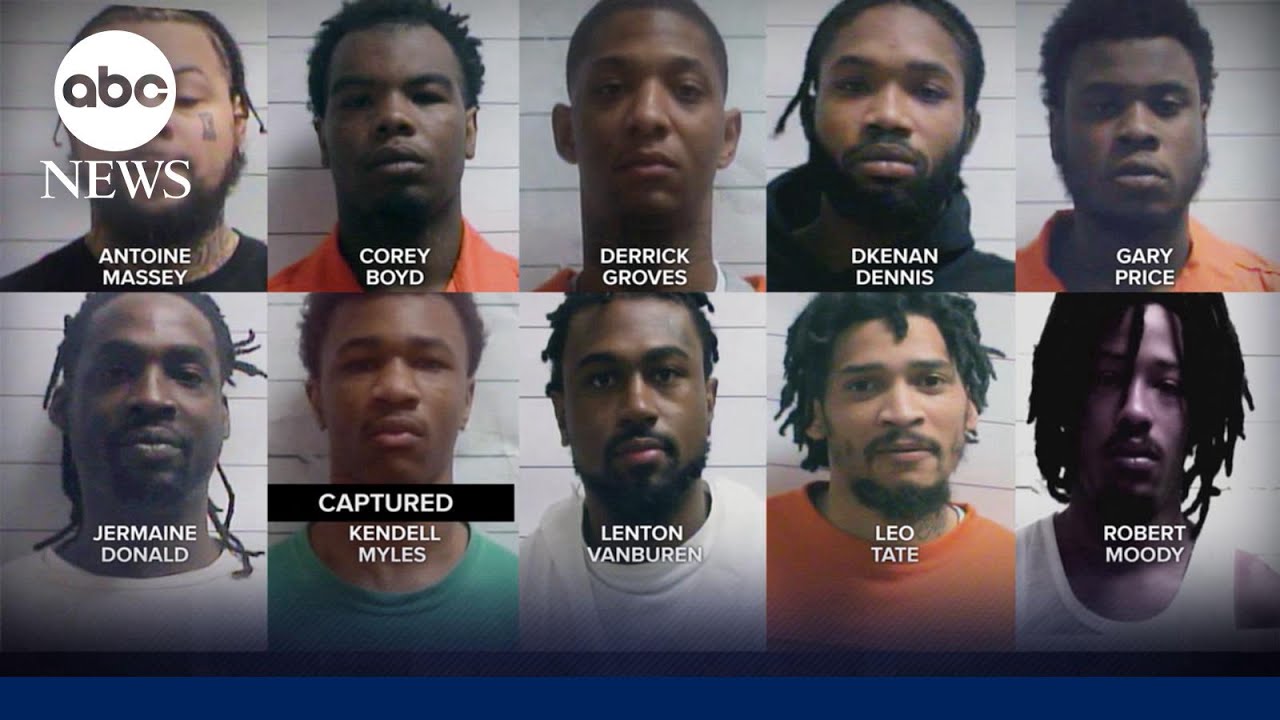 abc
NEWS
ANTOINE
MASSEY
COREY
BOYD
DERRICK
GROVES
DKENAN
DENNIS
GARY
PRICE
JERMAINE
DONALD
CAPTURED
KENDELL
MYLES
LENTON
VANBUREN
LEO
TATE
ROBERT
MOODY